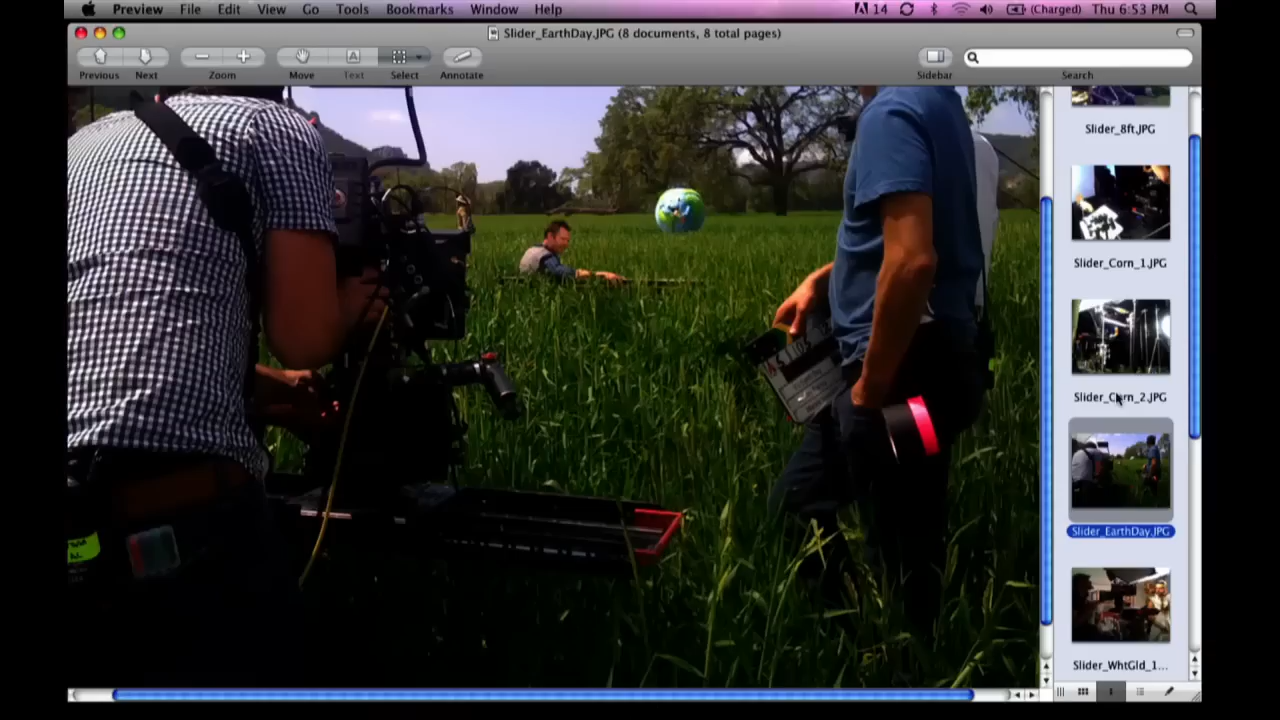 Preview File Edit View Go Tools Bookmarks Window Help 14 (Charged) Thu 6:53 PM
Slider_EarthDay.JPG (8 documents, 8 total pages)
Previous Next Zoom Move Text Select Annotate Sidebar Search
Slider_8ft.JPG
Slider_Corn_1.JPG
Slider_Corn_2.JPG
Slider_EarthDay.JPG
Slider_WhtGld_1...